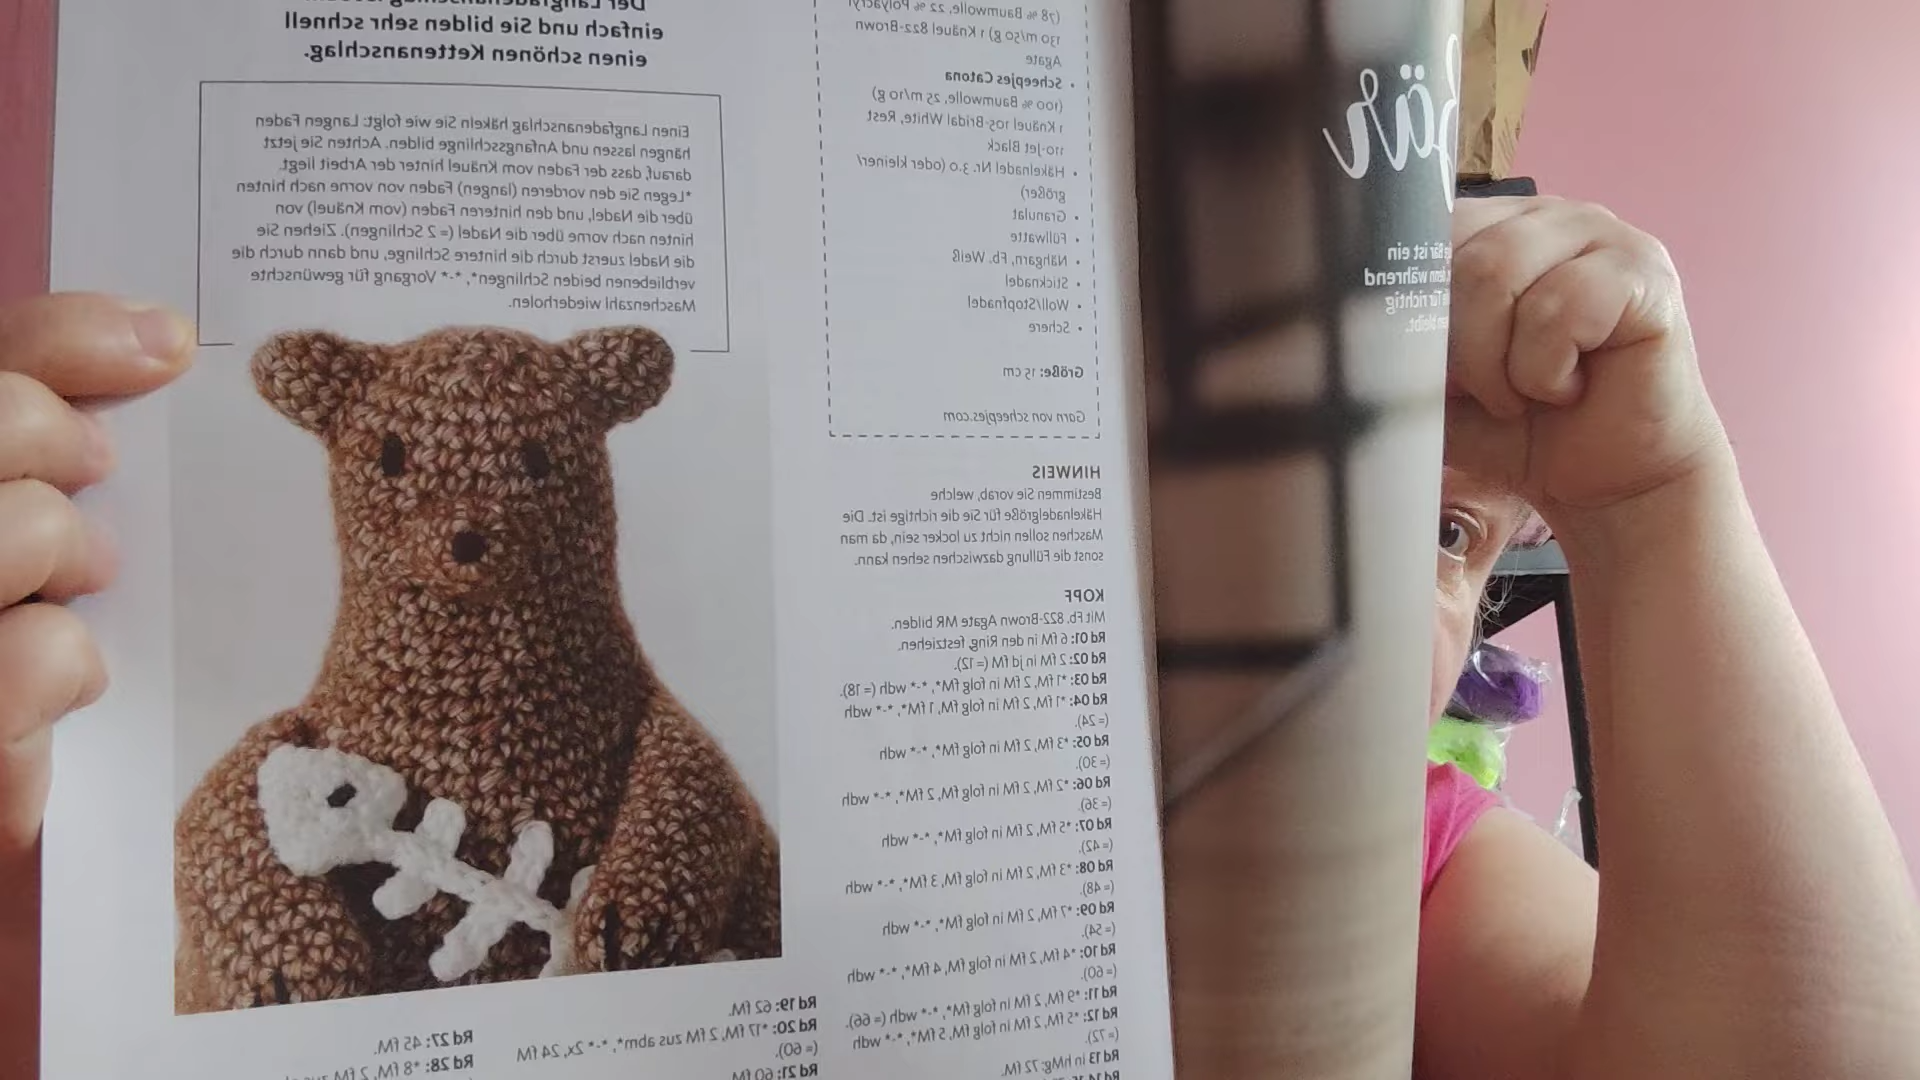 Der Langfadenanschlag
einfach und Sie bilden sehr schnell
einen schönen Kettenanschlag.
Einen Langfadenanschlag häkeln Sie wie folgt: Langen Faden
hängen lassen und Anfangsschlinge bilden. Achten Sie jetzt
darauf, dass der Faden vom Knäuel hinter der Arbeit liegt.
*Legen Sie den vorderen (langen) Faden von vorne nach hinten
über die Nadel, und den hinteren Faden (vom Knäuel) von
hinten nach vorne über die Nadel (= 2 Schlingen). Ziehen Sie
die Nadel zuerst durch die hintere Schlinge, und dann durch die
verbliebenen beiden Schlingen*, *-* Vorgang für gewünschte
Maschenzahl wiederholen.
(78 % Baumwolle, 22 % Polyacryl
130 m/50 g) 1 Knäuel 822-Brown
Agate
• Scheepjes Catona
(100 % Baumwolle, 25 m/10 g)
1 Knäuel 105-Bridal White, Rest
110-Jet Black
• Häkelnadel Nr. 3.0 (oder kleiner/
größer)
• Granulat
• Füllwatte
• Nähgarn, Fb. Weiß
• Sticknadel
• Woll/Stopfnadel
• Schere
Größe: 15 cm
Garn von scheepjes.com
HINWEIS
Bestimmen Sie vorab, welche
Häkelnadelgröße für Sie die richtige ist. Die
Maschen sollen nicht zu locker sein, da man
sonst die Füllung dazwischen sehen kann.
KOPF
Mit Fb. 822-Brown Agate MR bilden.
Rd 01: 6 fM in den Ring, festziehen.
Rd 02: 2 fM in jd fM (=12).
Rd 03: *1 fM, 2 fM in folg fM*, *-* wdh (= 18).
Rd 04: *1 fM, 2 fM in folg fM, 1 fM*, *-* wdh
(=24).
Rd 05: *3 fM, 2 fM in folg fM*, *-* wdh
(=30).
Rd 06: *2 fM, 2 fM in folg fM, 2 fM*, *-* wdh
(=36).
Rd 07: *5 fM, 2 fM in folg fM*, *-* wdh
(=42).
Rd 08: *3 fM, 2 fM in folg fM, 3 fM*, *-* wdh
(=48).
Rd 09: *7 fM, 2 fM in folg fM*, *-* wdh
(=54).
Rd 10: *4 fM, 2 fM in folg fM, 4 fM*, *-* wdh
(=60).
Rd 11: *9 fM, 2 fM in folg fM*, *-* wdh (= 66).
Rd 12: *5 fM, 2 fM in folg fM, 5 fM*, *-* wdh
(=72).
Rd 13 in hMg: 72 fM.
Rd 19: 62 fM.
Rd 20: *17 fM, 2 fM zus abm*, *-* 2x, 24 fM
(= 60).
Rd 21: 60 fM
Rd 27: 45 fM.
Rd 28: *8 fM, 2 fM zus
Bär
Bär ist ein
denn während
Tür richtig
bleibt.